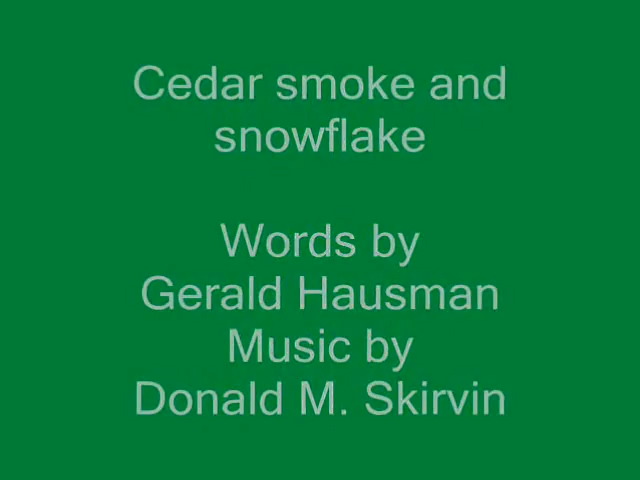 Cedar smoke and
snowflake
Words by
Gerald Hausman
Music by
Donald M. Skirvin